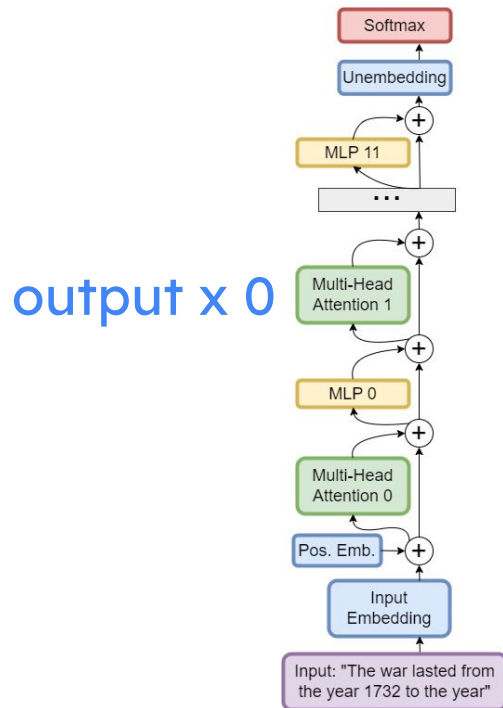 Softmax
Unembedding
+
MLP 11
...
+
output x 0
Multi-Head
Attention 1
+
MLP 0
+
Multi-Head
Attention 0
Pos. Emb.
+
Input
Embedding
Input: "The war lasted from
the year 1732 to the year"